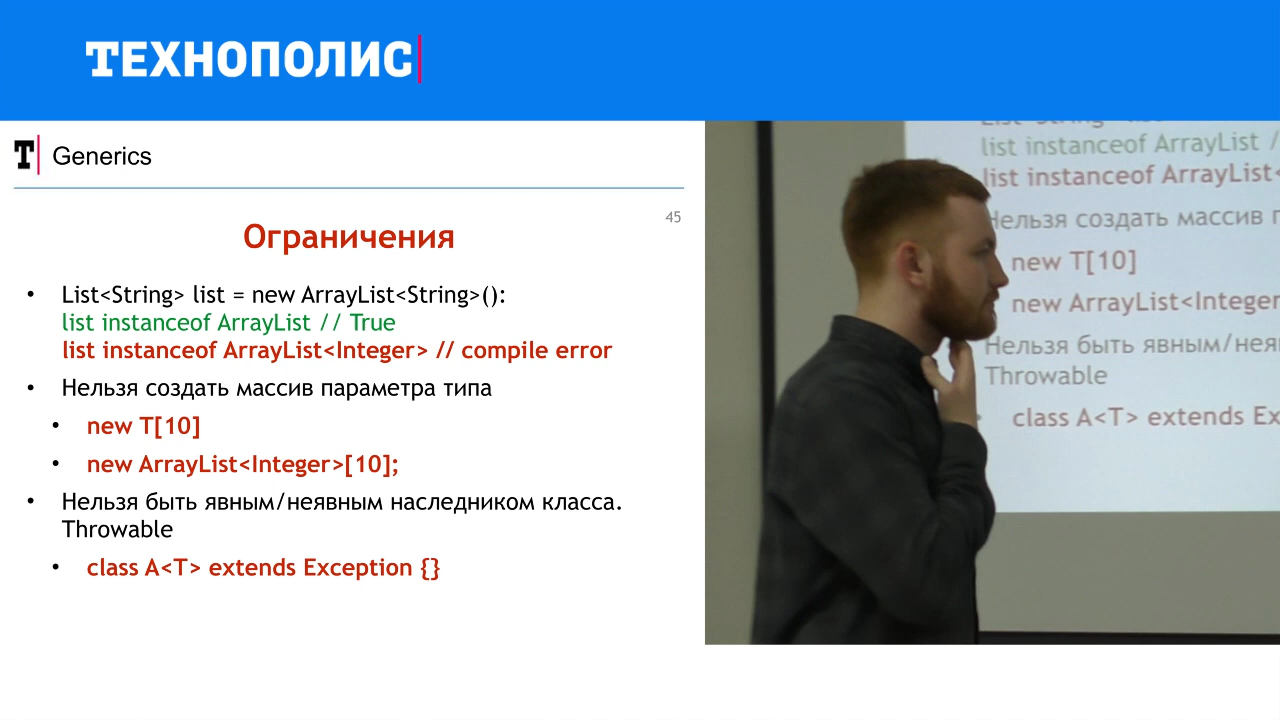 ТЕХНОПОЛИС
T Generics
45
Ограничения
• List<String> list = new ArrayList<String>():
list instanceof ArrayList // True
list instanceof ArrayList<Integer> // compile error
• Нельзя создать массив параметра типа
• new T[10]
• new ArrayList<Integer>[10];
• Нельзя быть явным/неявным наследником класса.
Throwable
• class A<T> extends Exception {}
list instanceof ArrayList /
list instanceof ArrayList<
Нельзя создать массив
new T[10]
new ArrayList<Integer
Нельзя быть явным/нея
Throwable
class A<T> extends Ex